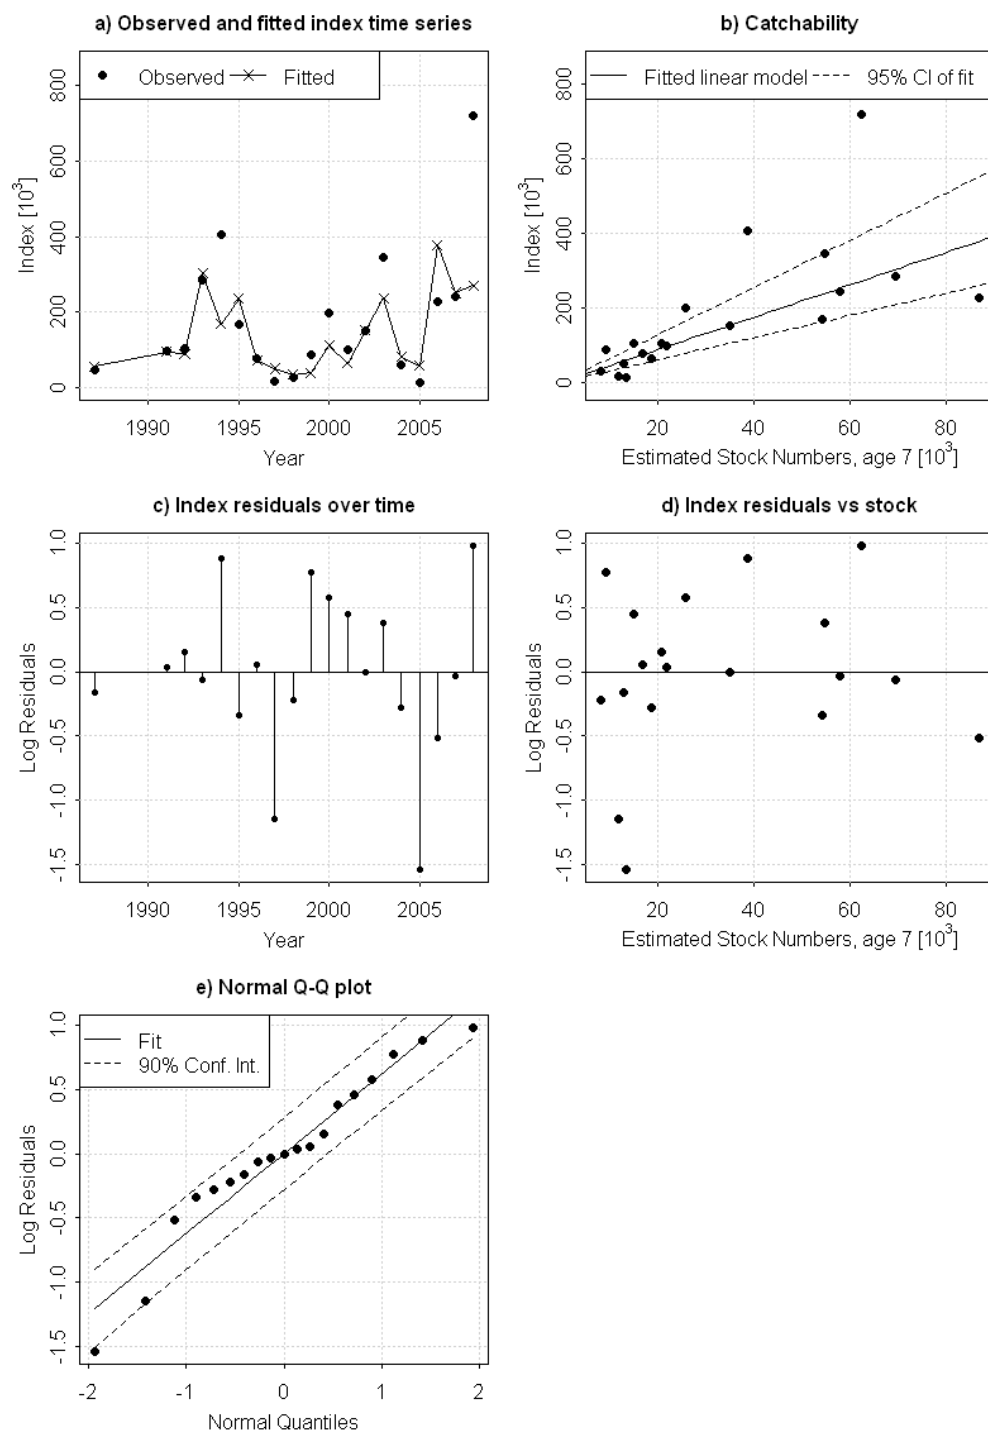 a) Observed and fitted index time series
Observed Fitted
Index [10³]
0 200 400 600 800
1990 1995 2000 2005
Year
b) Catchability
Fitted linear model 95% CI of fit
Index [10³]
0 200 400 600 800
20 40 60 80
Estimated Stock Numbers, age 7 [10³]
c) Index residuals over time
Log Residuals
-1.5 -1.0 -0.5 0.0 0.5 1.0
1990 1995 2000 2005
Year
d) Index residuals vs stock
Log Residuals
-1.5 -1.0 -0.5 0.0 0.5 1.0
20 40 60 80
Estimated Stock Numbers, age 7 [10³]
e) Normal Q-Q plot
Fit
90% Conf. Int.
Log Residuals
-1.5 -1.0 -0.5 0.0 0.5 1.0
-2 -1 0 1 2
Normal Quantiles